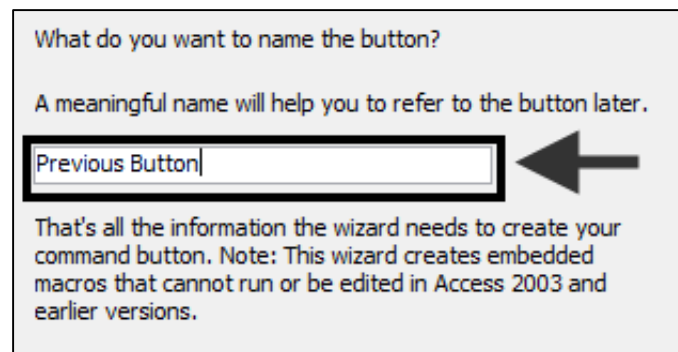 What do you want to name the button?
A meaningful name will help you to refer to the button later.
Previous Button
That's all the information the wizard needs to create your
command button. Note: This wizard creates embedded
macros that cannot run or be edited in Access 2003 and
earlier versions.